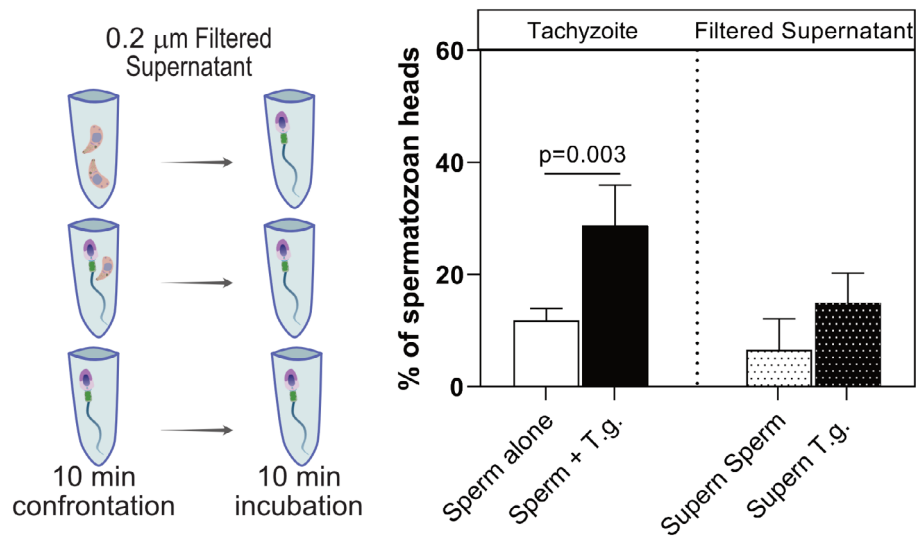 0.2 μm Filtered
Supernatant
10 min
confrontation
10 min
incubation
Tachyzoite
Filtered Supernatant
% of spermatozoan heads
60
40
20
0
p=0.003
Sperm alone
Sperm + T.g.
Supern Sperm
Supern T.g.